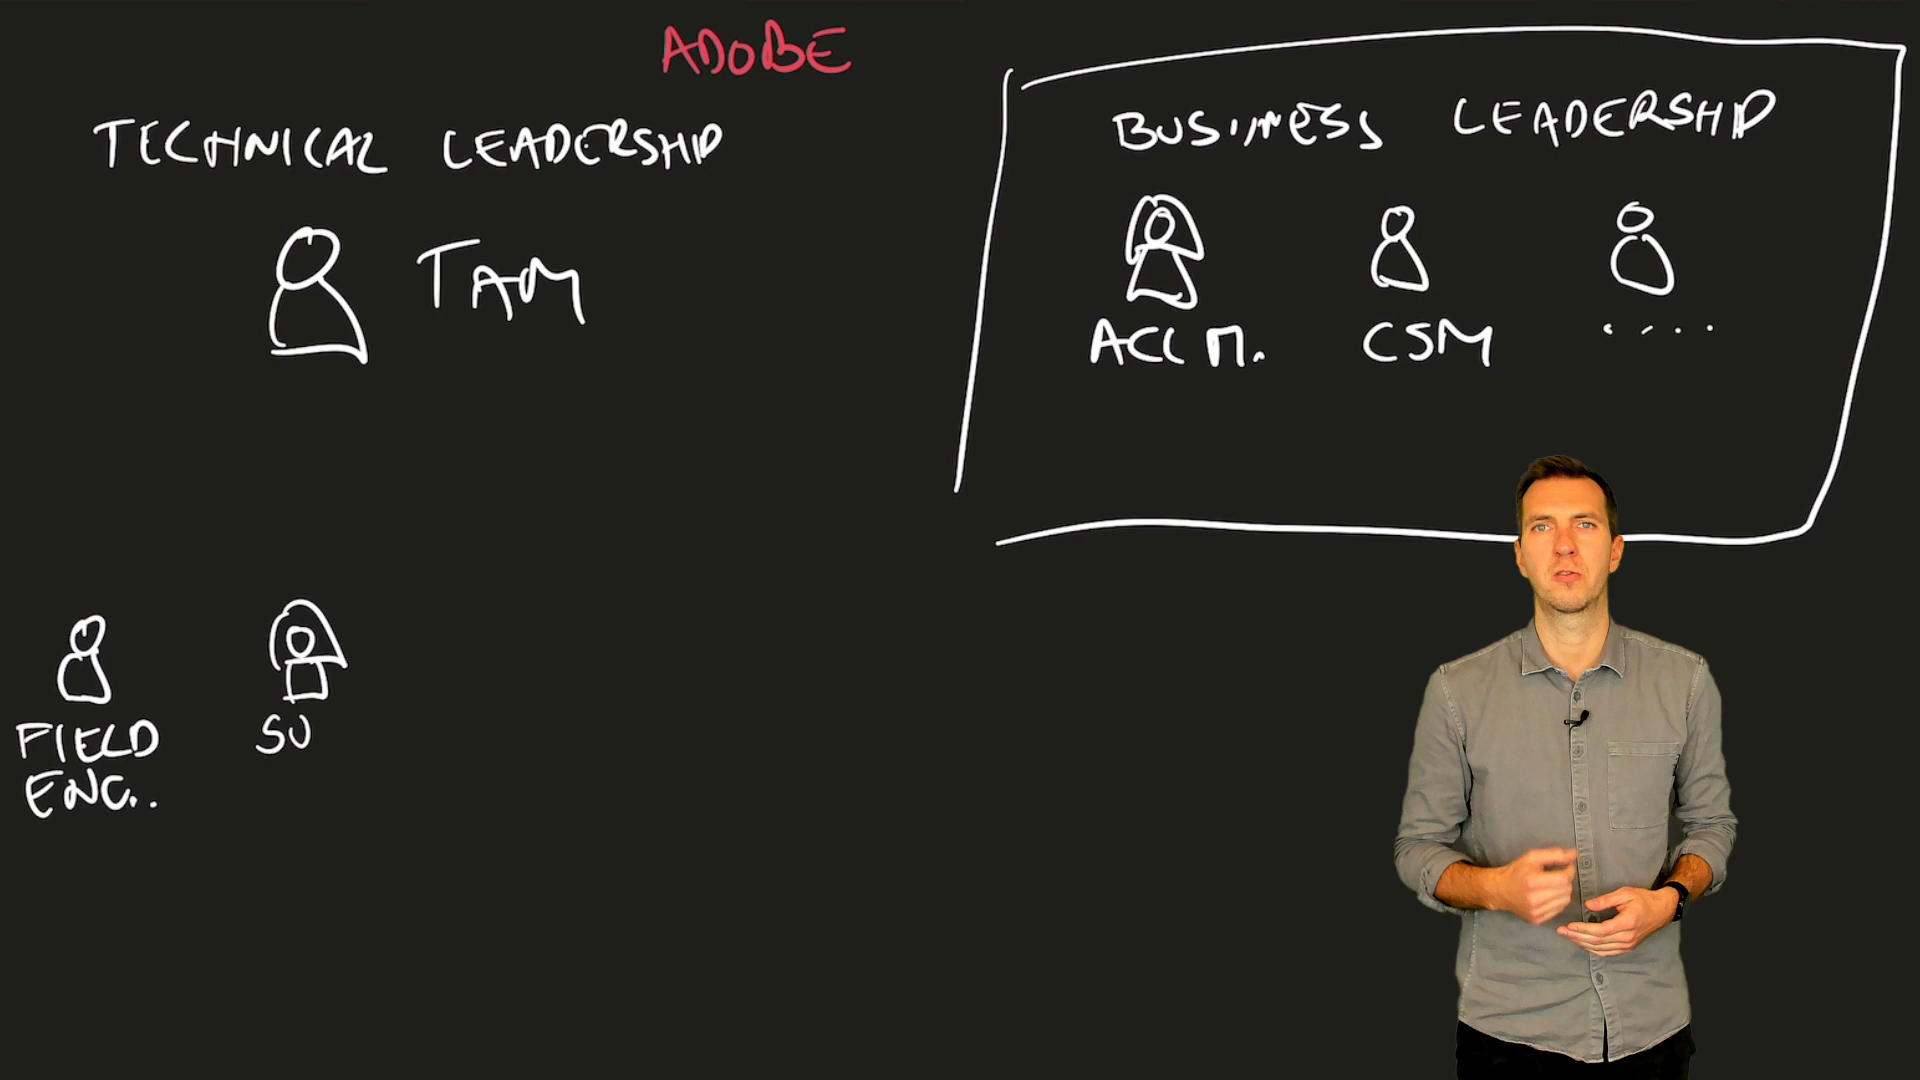 ADOBE
TECHNICAL LEADERSHIP
TAM
BUSINESS LEADERSHIP
ACC M.
CSM
....
FIELD
ENG..
SU